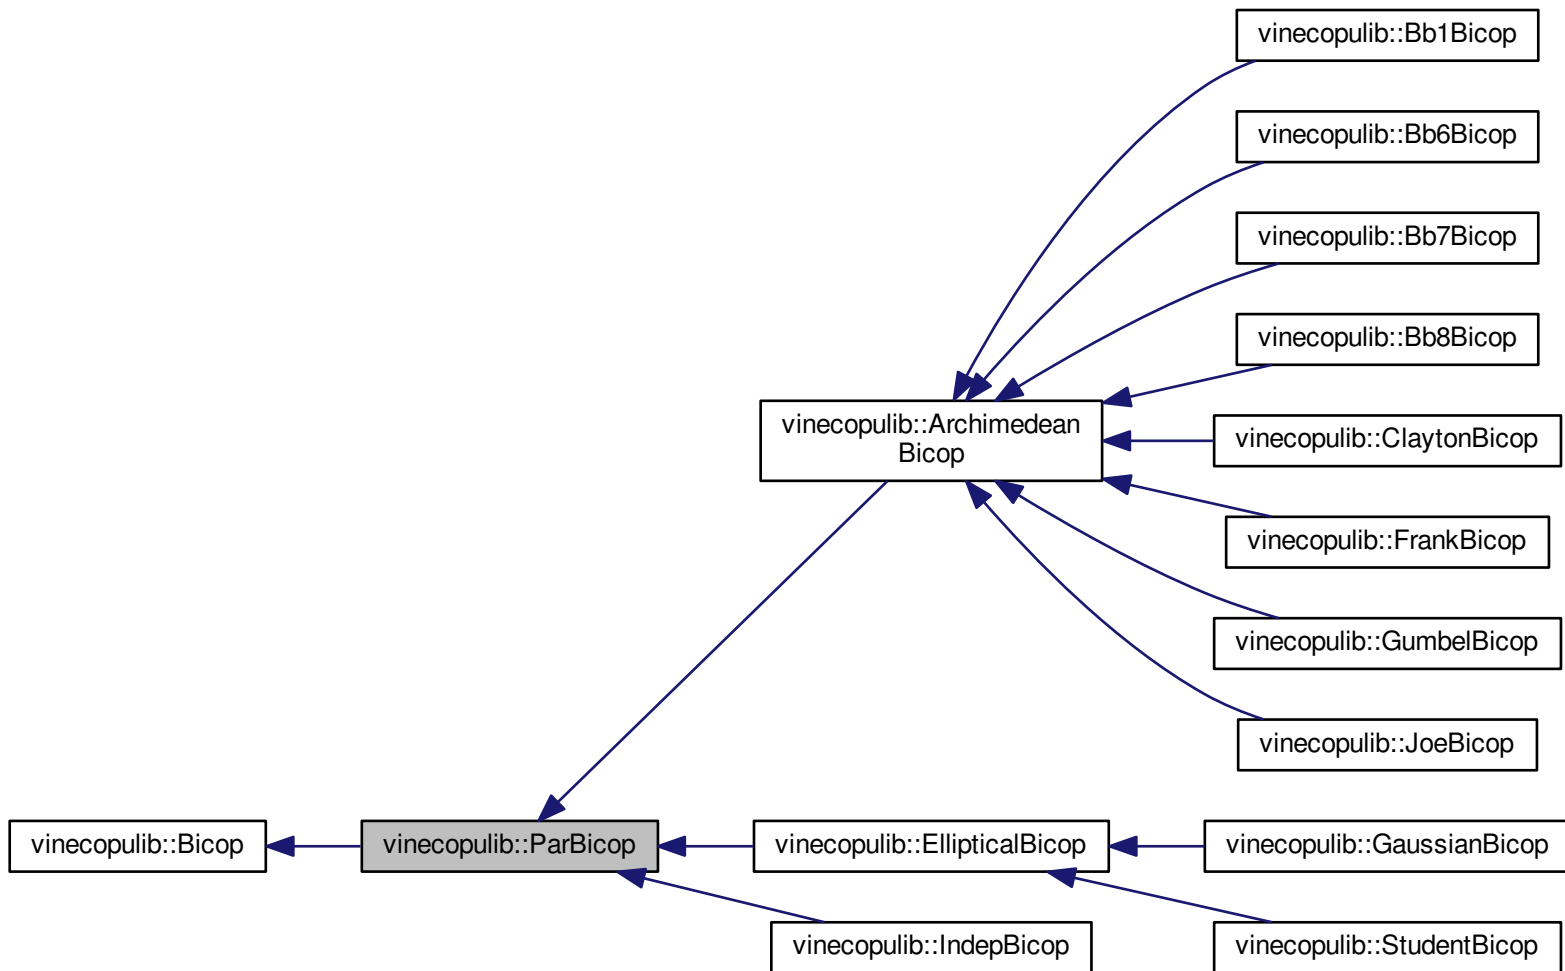 vinecopulib::Bb1Bicop
vinecopulib::Bb6Bicop
vinecopulib::Bb7Bicop
vinecopulib::Bb8Bicop
vinecopulib::Archimedean
Bicop
vinecopulib::ClaytonBicop
vinecopulib::FrankBicop
vinecopulib::GumbelBicop
vinecopulib::JoeBicop
vinecopulib::Bicop
vinecopulib::ParBicop
vinecopulib::EllipticalBicop
vinecopulib::GaussianBicop
vinecopulib::IndepBicop
vinecopulib::StudentBicop